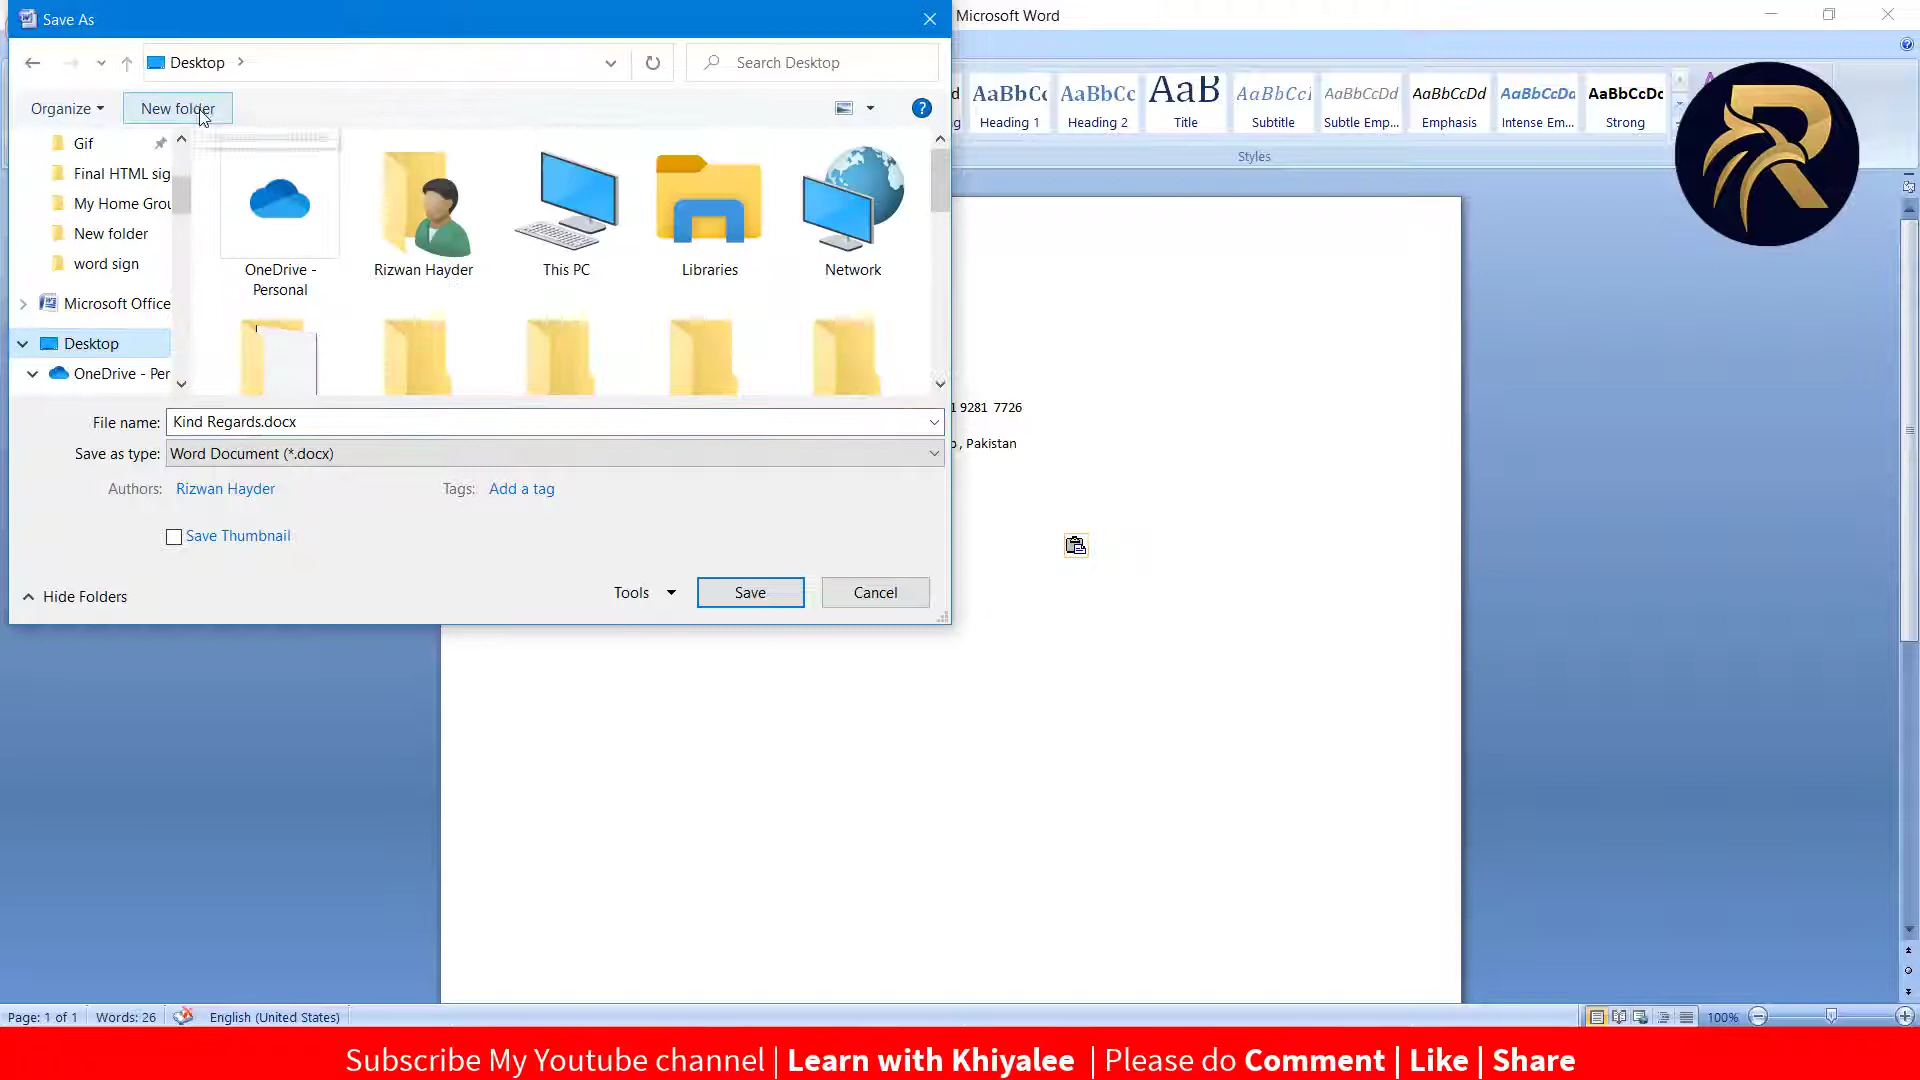 Save As
Microsoft Word
Desktop
Search Desktop
Organize
New folder
Gif
Final HTML sig
My Home Grou
New folder
word sign
Microsoft Office
Desktop
OneDrive - Per
OneDrive - Personal
Rizwan Hayder
This PC
Libraries
Network
File name: Kind Regards.docx
Save as type: Word Document (*.docx)
Authors: Rizwan Hayder
Tags: Add a tag
Save Thumbnail
Hide Folders
Tools
Save
Cancel
AaBbCc AaBbCc AaB AaBbCcI AaBbCcDd AaBbCcDd AaBbCcDd AaBbCcDc
Heading 1 Heading 2 Title Subtitle Subtle Emp... Emphasis Intense Em... Strong
Styles
1 9281 7726
, Pakistan
Page: 1 of 1 Words: 26 English (United States)
100%
Subscribe My Youtube channel | Learn with Khiyalee | Please do Comment | Like | Share